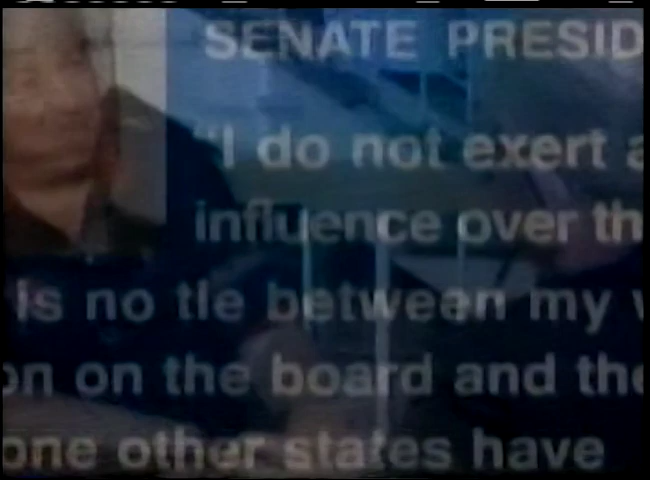 SENATE PRESID
"I do not exert a
influence over th
is no tie between my
on on the board and the
one other states have